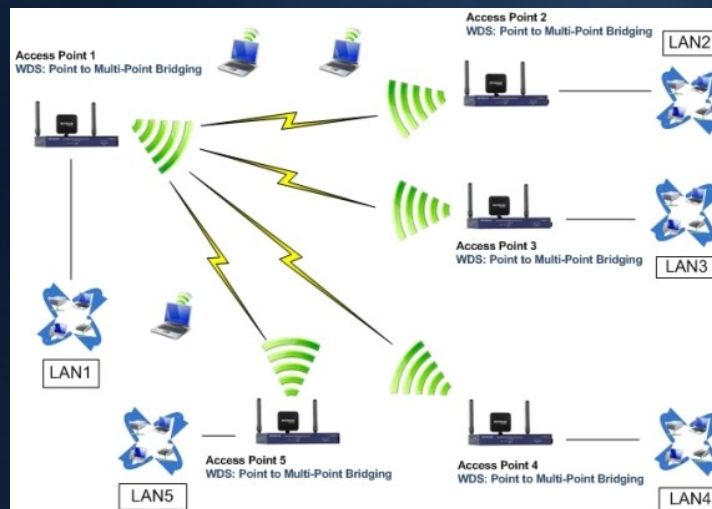 Access Point 1
WDS: Point to Multi-Point Bridging
Access Point 2
WDS: Point to Multi-Point Bridging
LAN2
Access Point 3
WDS: Point to Multi-Point Bridging
LAN3
LAN1
Access Point 5
WDS: Point to Multi-Point Bridging
LAN5
Access Point 4
WDS: Point to Multi-Point Bridging
LAN4